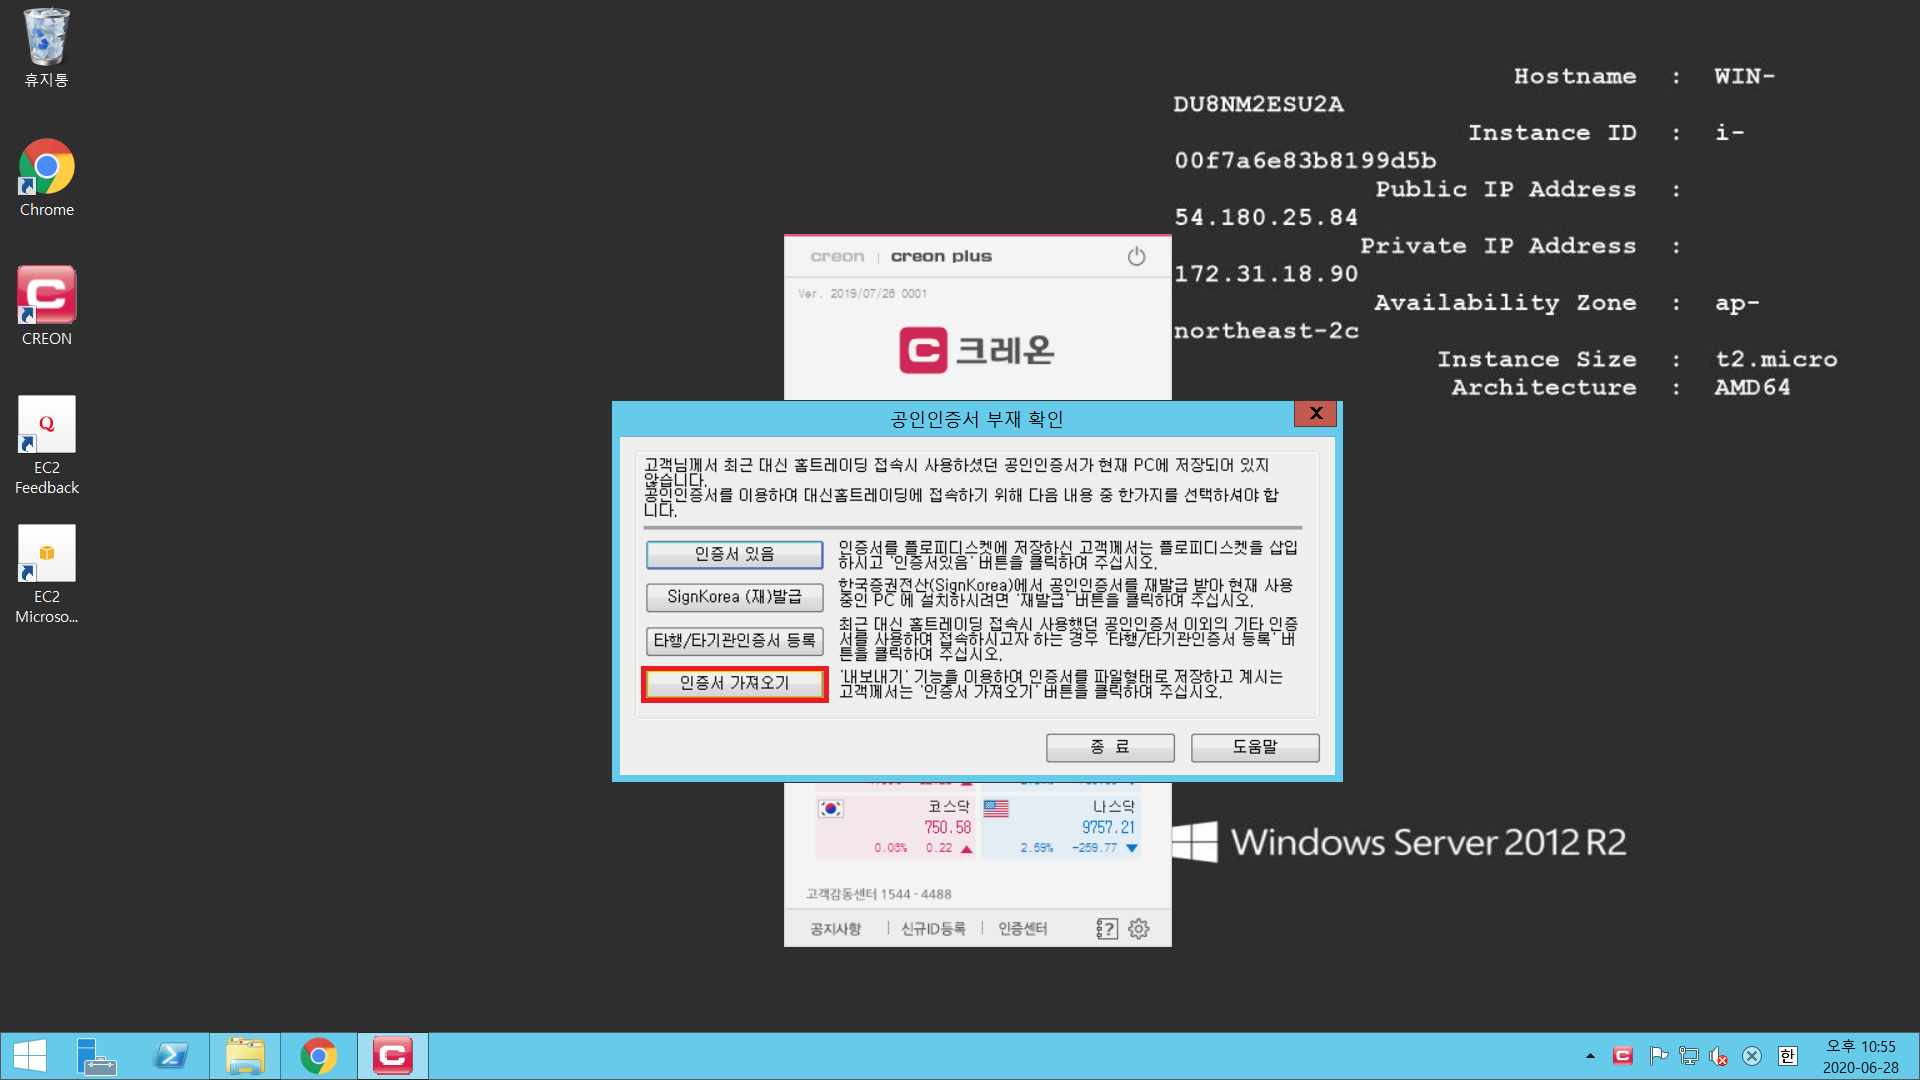 휴지통
Chrome
CREON
EC2
Feedback
EC2
Microso...
Hostname : WIN-
DU8NM2ESU2A
Instance ID : i-
00f7a6e83b8199d5b
Public IP Address :
54.180.25.84
Private IP Address :
172.31.18.90
Availability Zone : ap-
northeast-2c
Instance Size : t2.micro
Architecture : AMD64
creon | creon plus
Ver. 2019/07/26 0001
C 크레온
공인인증서 부재 확인
X
고객님께서 최근 대신 홈트레이딩 접속시 사용하셨던 공인인증서가 현재 PC에 저장되어 있지
않습니다.
공인인증서를 이용하여 대신홈트레이딩에 접속하기 위해 다음 내용 중 한가지를 선택하셔야 합
니다.
인증서 있음
인증서를 플로피디스켓에 저장하신 고객께서는 플로피디스켓을 삽입
하시고 '인증서있음' 버튼을 클릭하여 주십시오.
SignKorea (재)발급
한국증권전산(SignKorea)에서 공인인증서를 재발급 받아 현재 사용
중인 PC 에 설치하시려면 '재발급' 버튼을 클릭하여 주십시오.
타행/타기관인증서 등록
최근 대신 홈트레이딩 접속시 사용했던 공인인증서 이외의 기타 인증
서를 사용하여 접속하시고자 하는 경우 '타행/타기관인증서 등록' 버
튼을 클릭하여 주십시오.
인증서 가져오기
'내보내기' 기능을 이용하여 인증서를 파일형태로 저장하고 계시는
고객께서는 '인증서 가져오기' 버튼을 클릭하여 주십시오.
종 료
도움말
코스닥
750.58
0.03% 0.22 ▲
나스닥
9757.21
2.59% -259.77 ▼
고객감동센터 1544 - 4488
공지사항 | 신규ID등록 | 인증센터
Windows Server 2012 R2
한
오후 10:55
2020-06-28